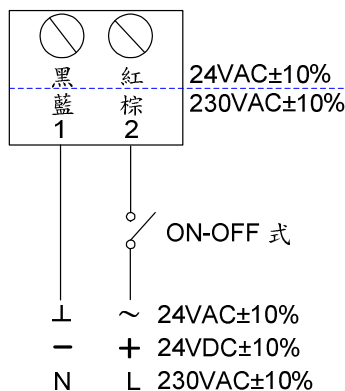 黑 紅 24VAC±10%
藍 棕 230VAC±10%
1 2
ON-OFF 式
⊥ ~ 24VAC±10%
− + 24VDC±10%
N L 230VAC±10%